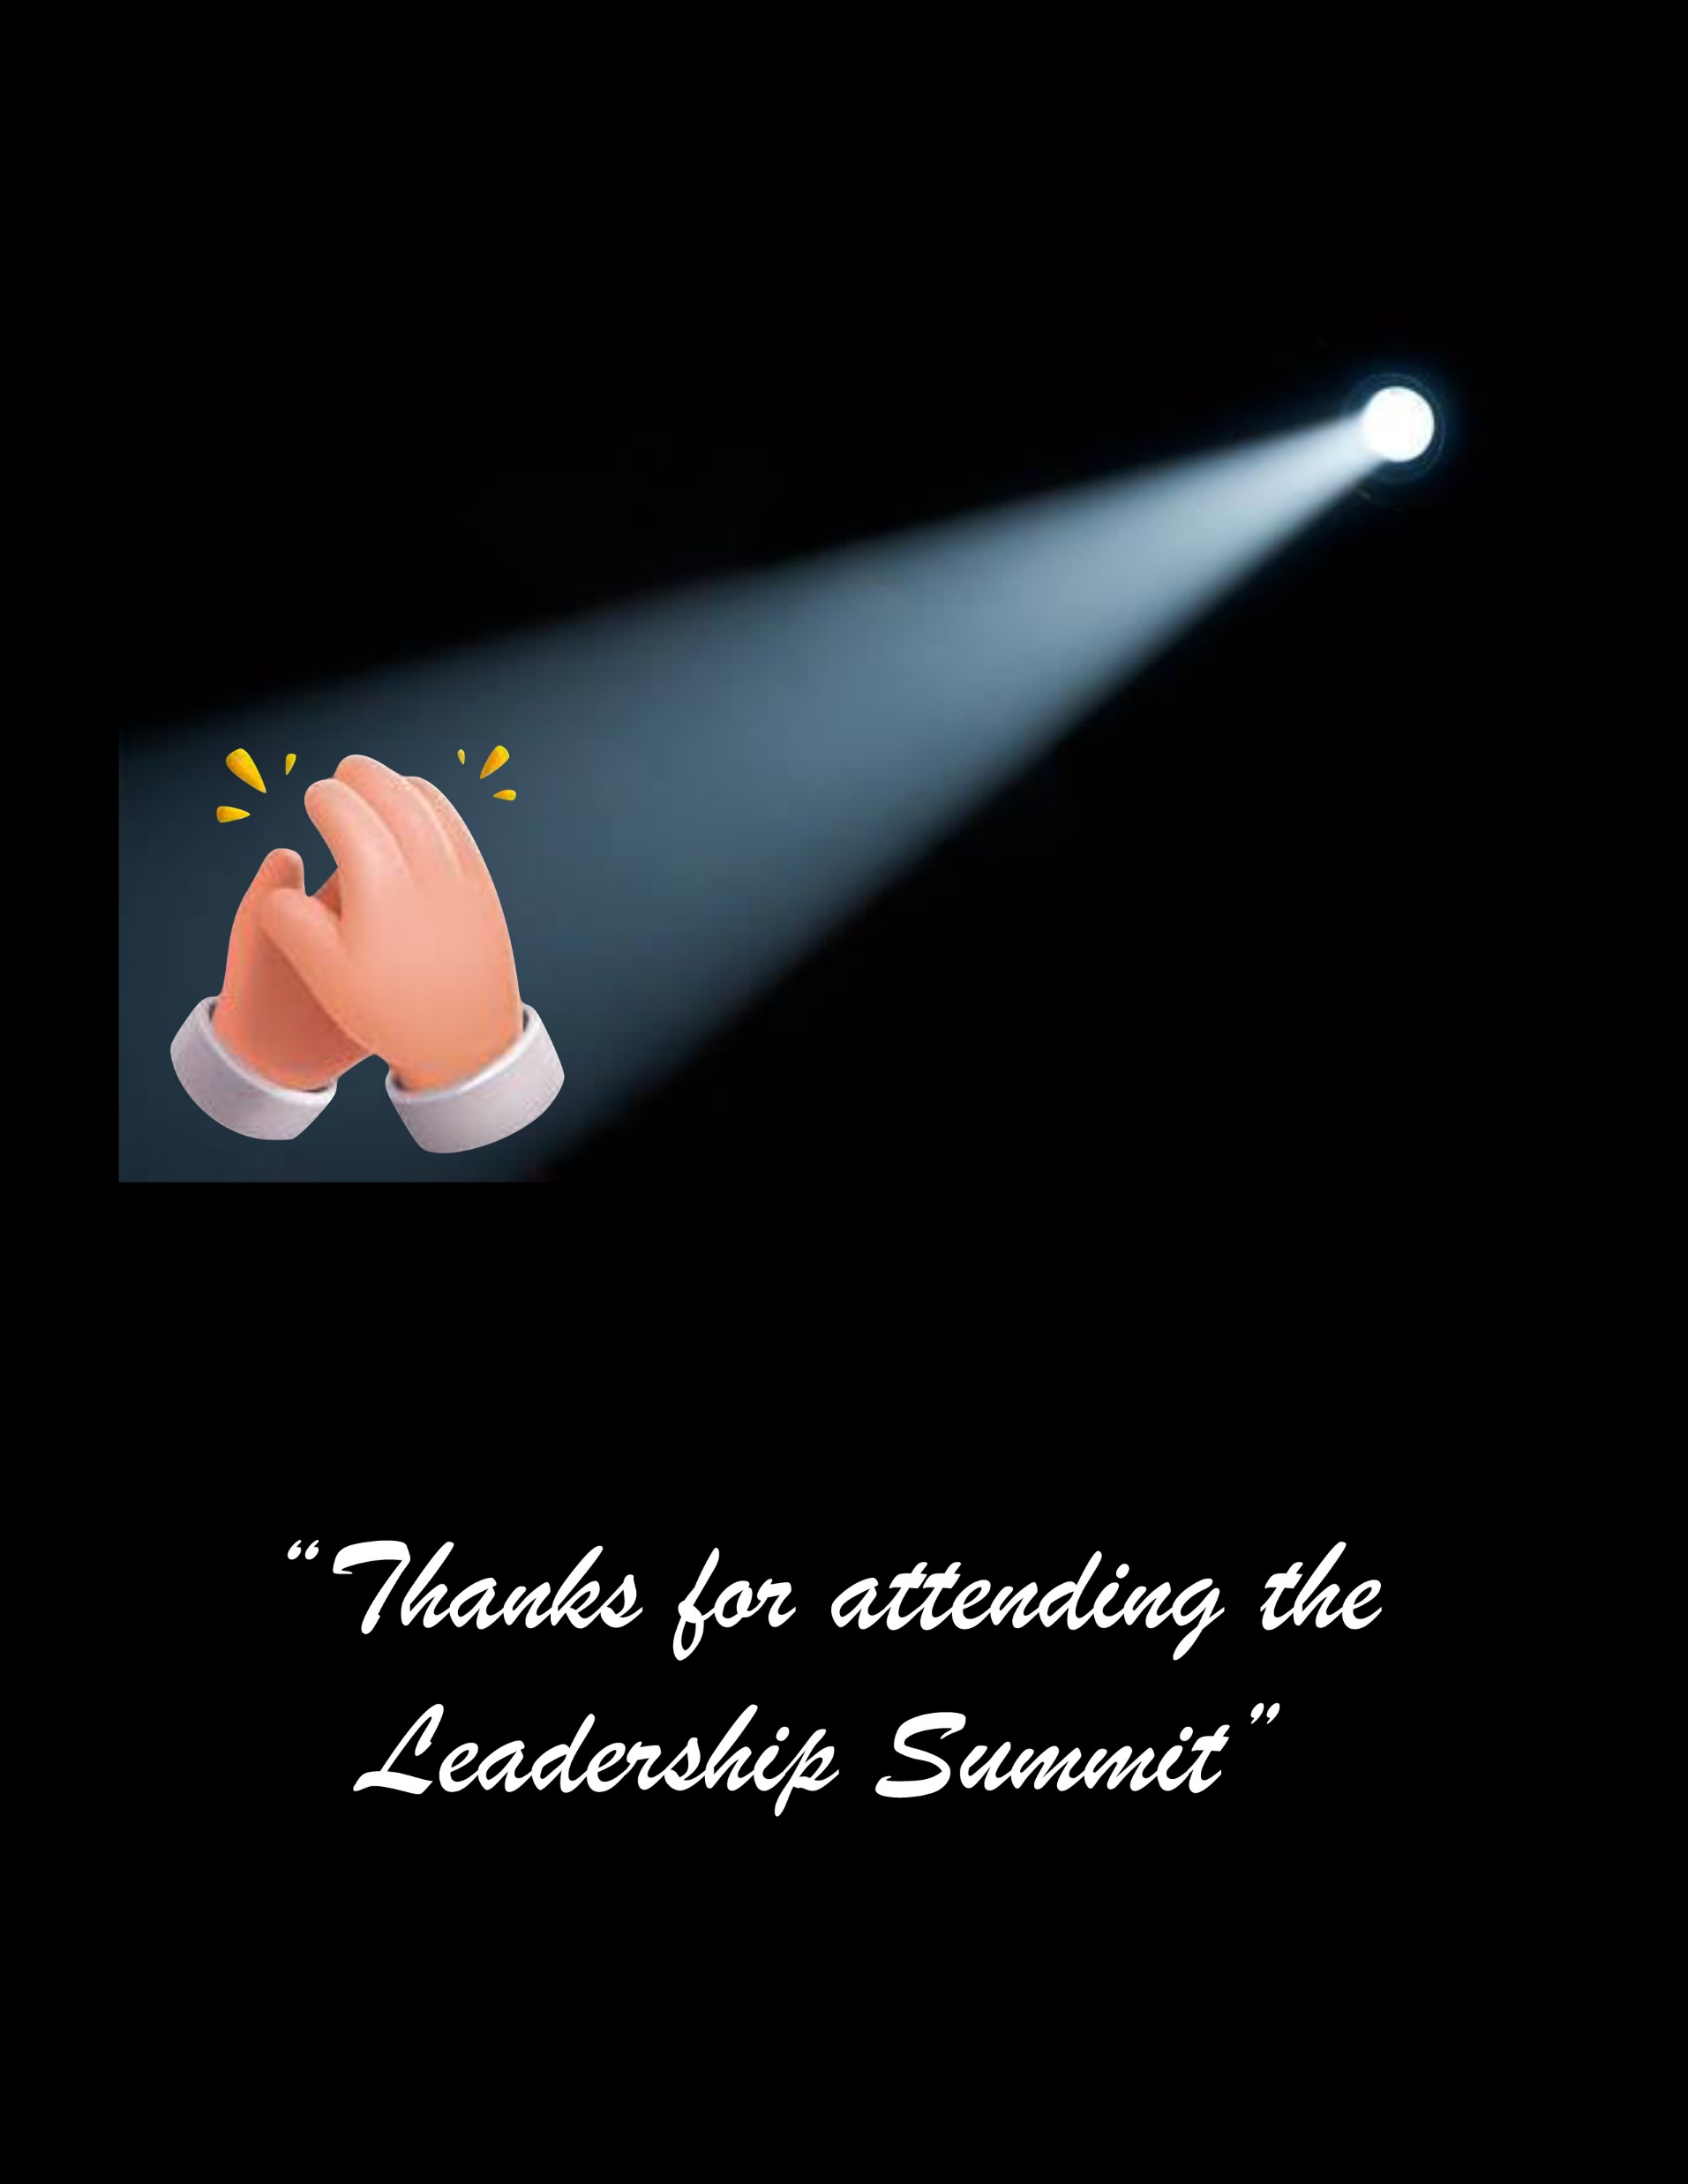 “Thanks for attending the
Leadership Summit”